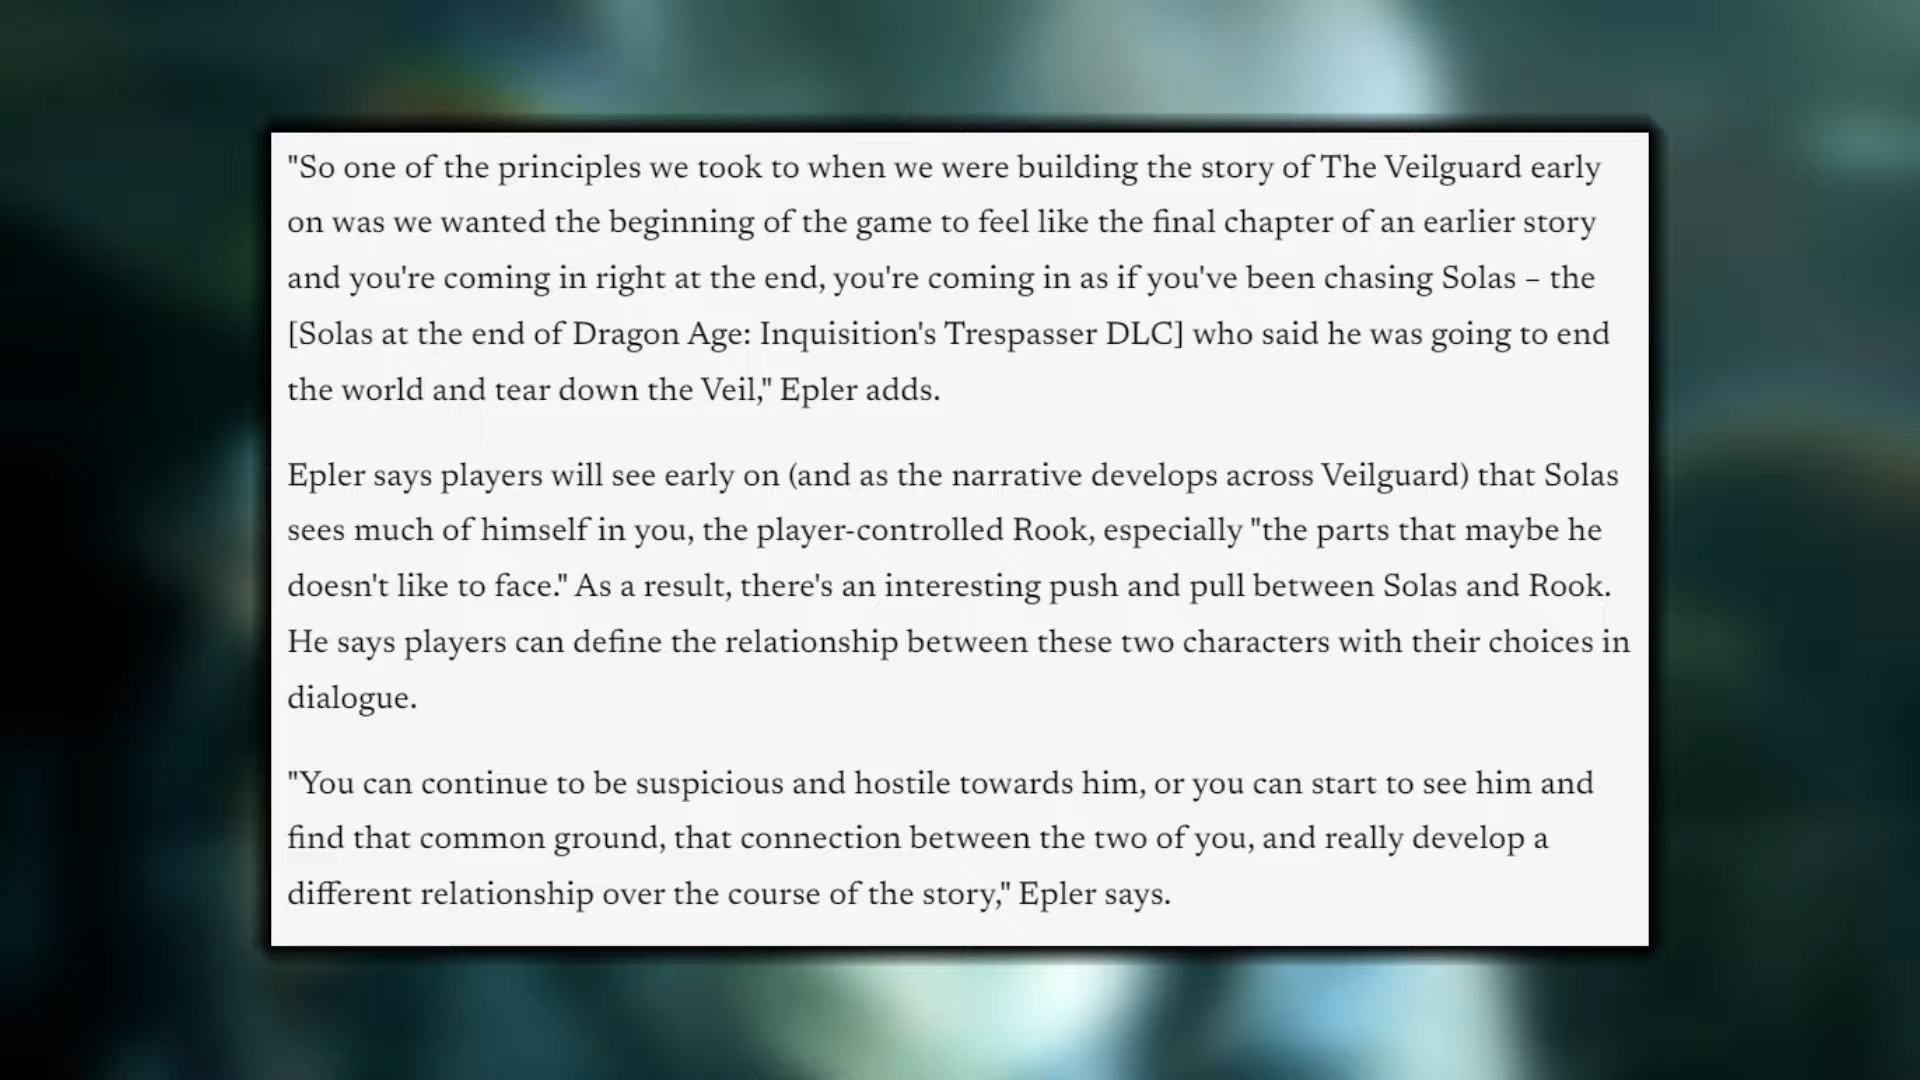 "So one of the principles we took to when we were building the story of The Veilguard early
on was we wanted the beginning of the game to feel like the final chapter of an earlier story
and you're coming in right at the end, you're coming in as if you've been chasing Solas – the
[Solas at the end of Dragon Age: Inquisition's Trespasser DLC] who said he was going to end
the world and tear down the Veil," Epler adds.
Epler says players will see early on (and as the narrative develops across Veilguard) that Solas
sees much of himself in you, the player-controlled Rook, especially "the parts that maybe he
doesn't like to face." As a result, there's an interesting push and pull between Solas and Rook.
He says players can define the relationship between these two characters with their choices in
dialogue.
"You can continue to be suspicious and hostile towards him, or you can start to see him and
find that common ground, that connection between the two of you, and really develop a
different relationship over the course of the story," Epler says.